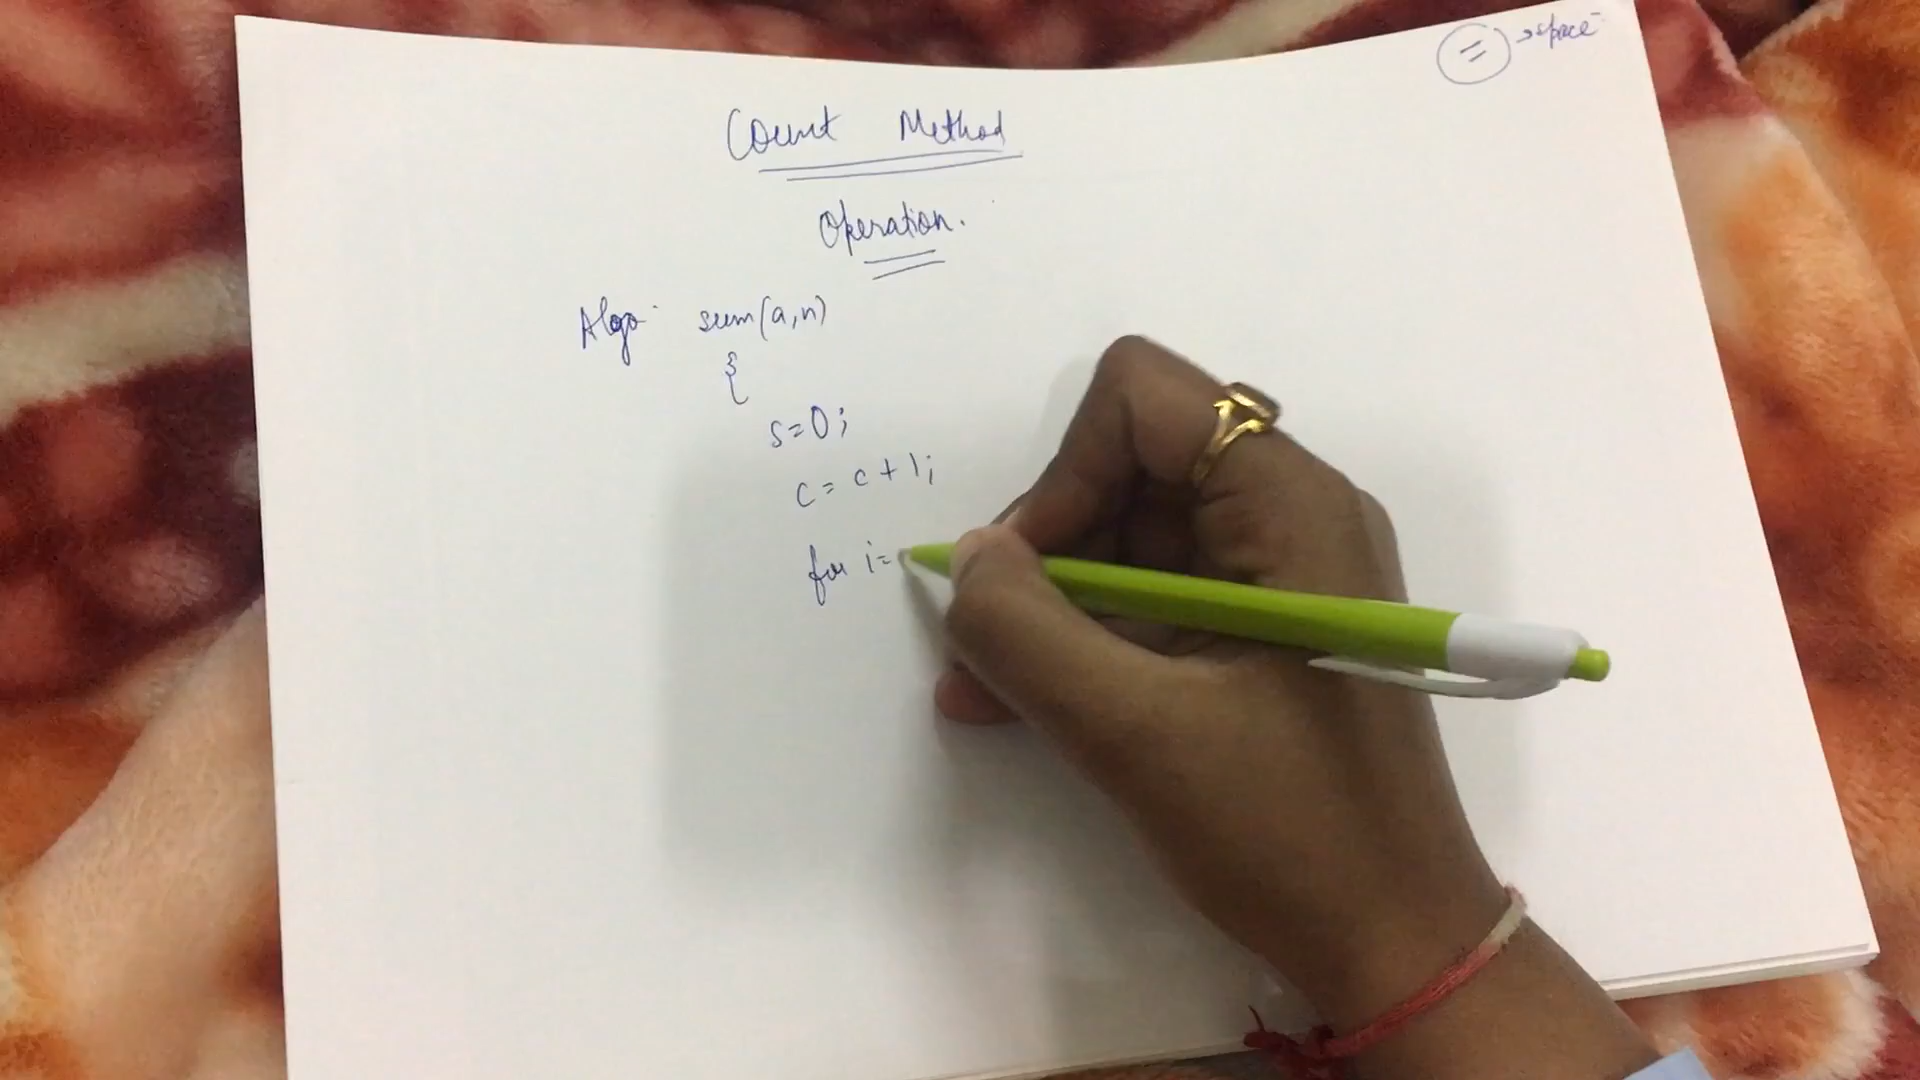 = → space
Count Method
Operation.
Algo sum(a,n)
{
s=0;
c = c + 1;
for i=